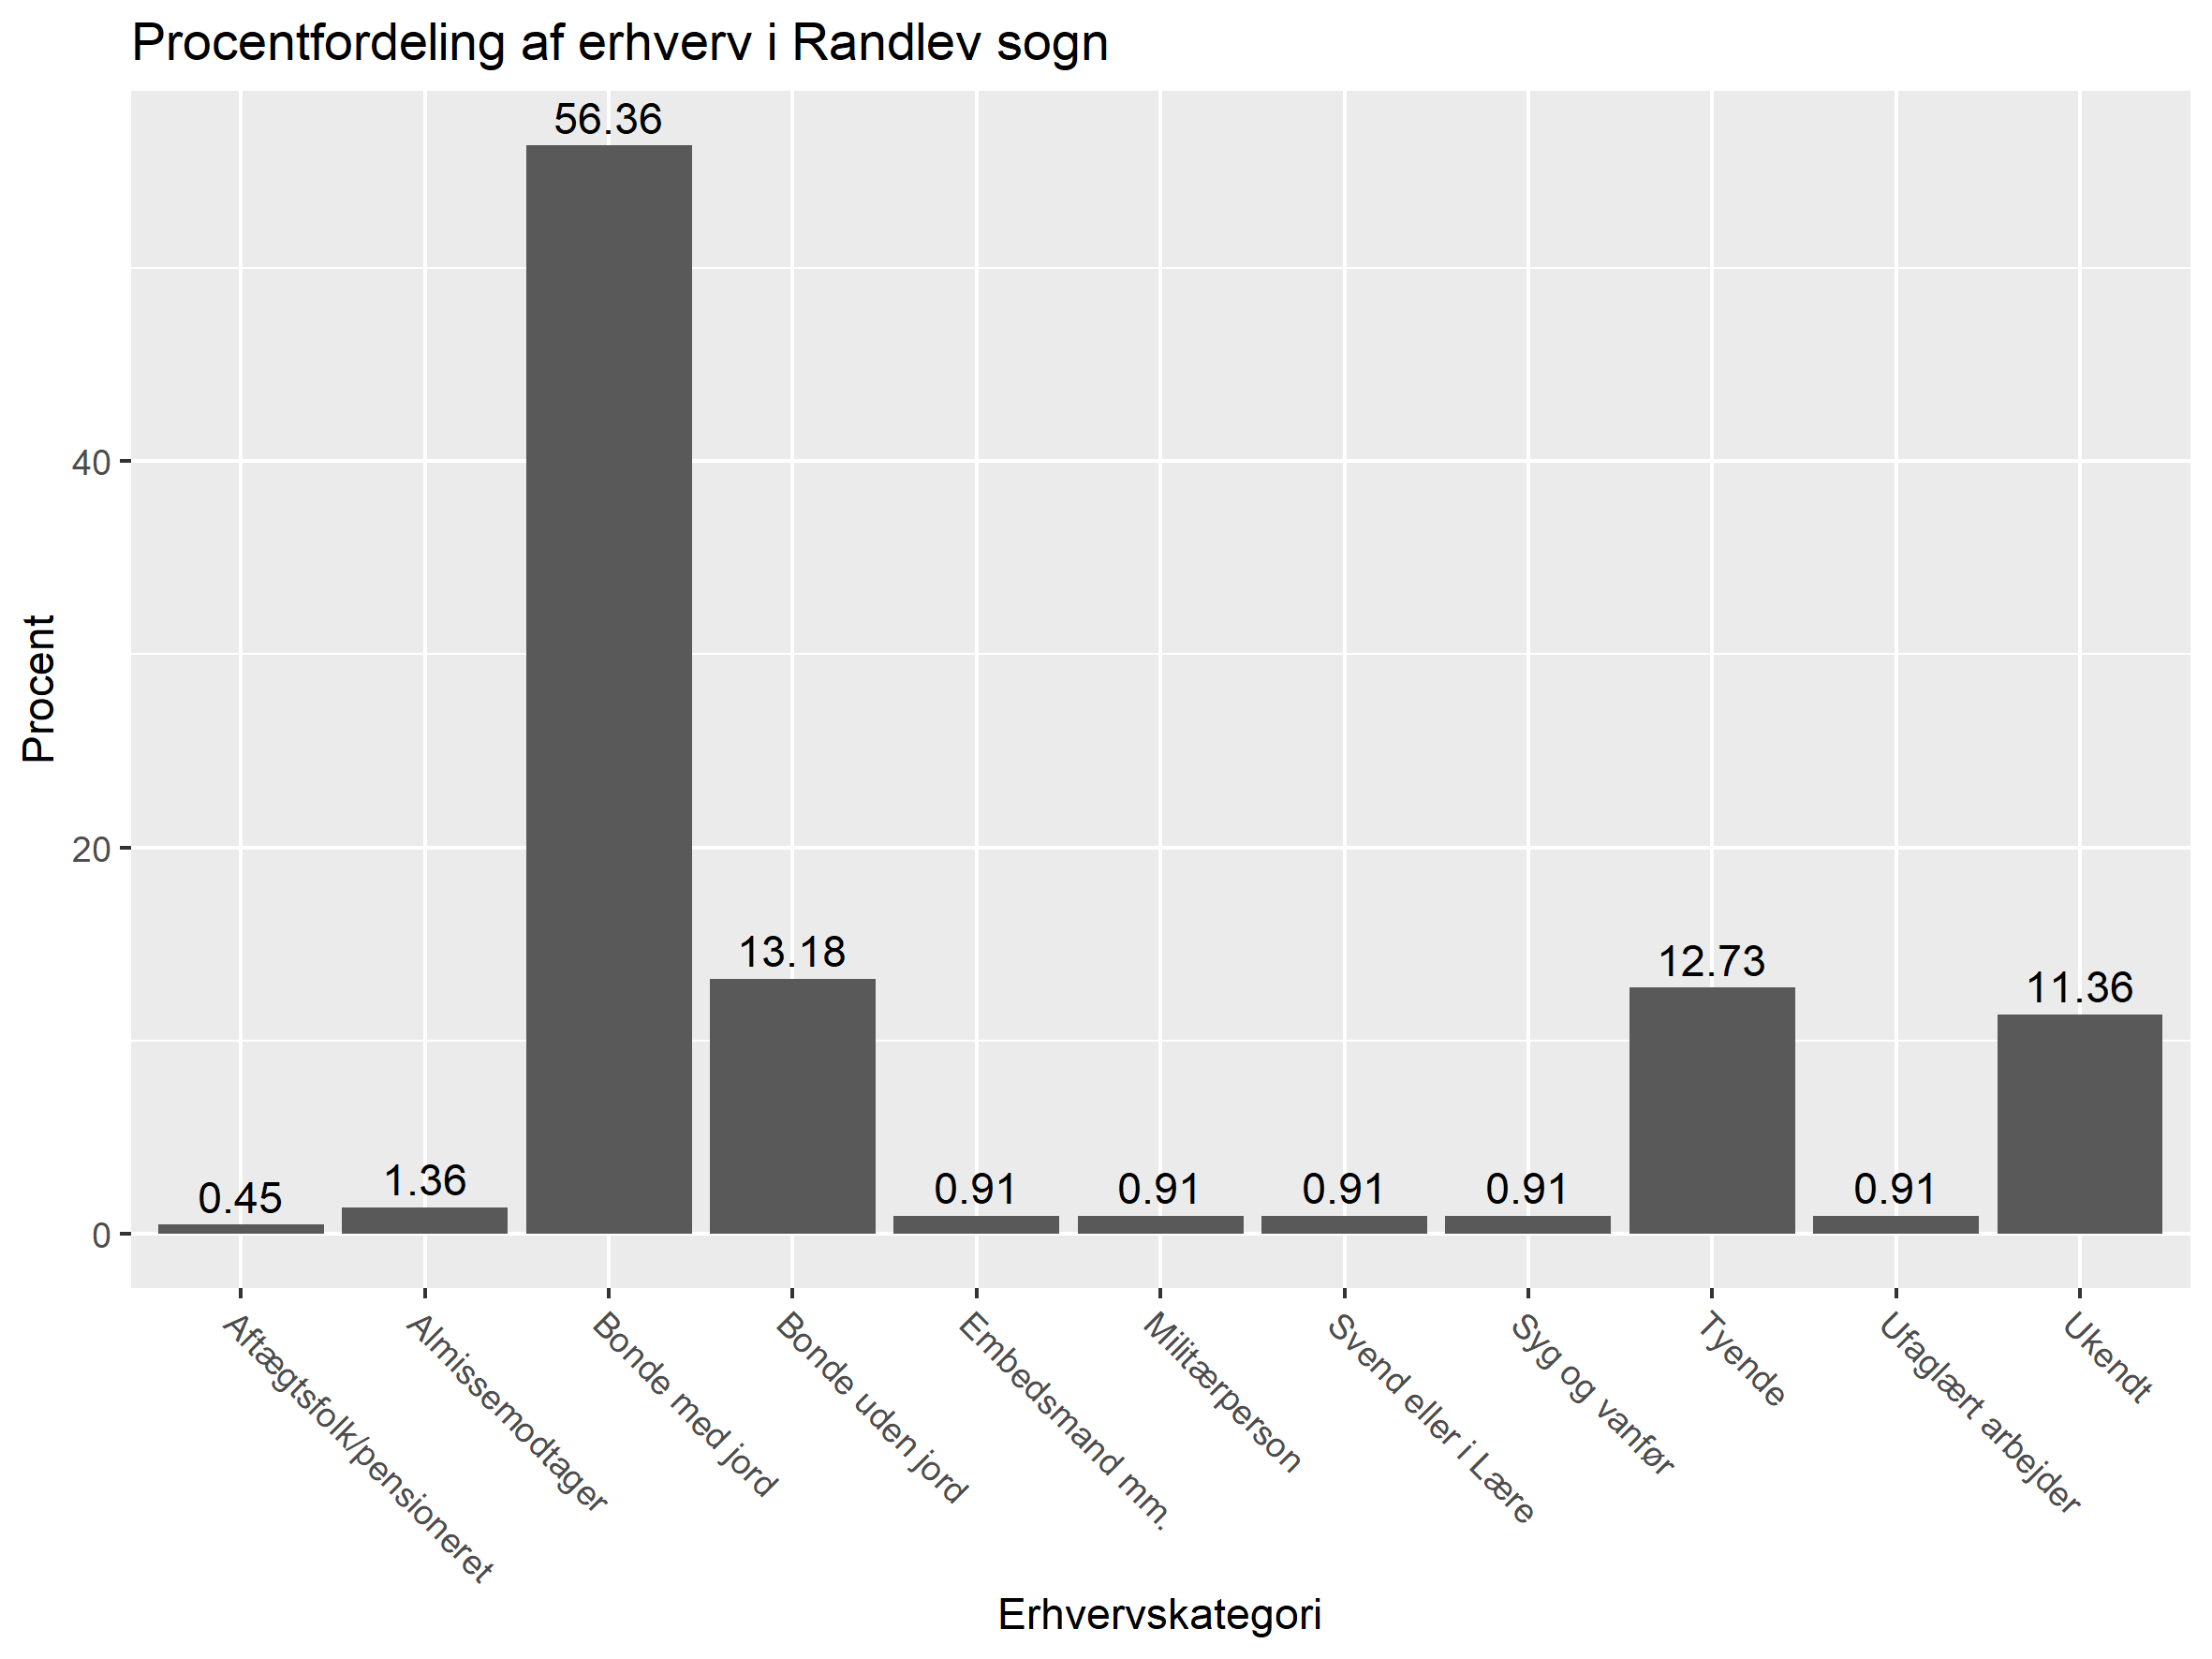 Procentfordeling af erhverv i Randlev sogn
Procent
40
20
0
56.36
13.18
12.73
11.36
0.45
1.36
0.91
0.91
0.91
0.91
0.91
Aftægtsfolk/pensioneret
Almissemodtager
Bonde med jord
Bonde uden jord
Embedsmand mm.
Militærperson
Svend eller i Lære
Syg og vanfør
Tyende
Ufaglært arbejder
Ukendt
Erhvervskategori